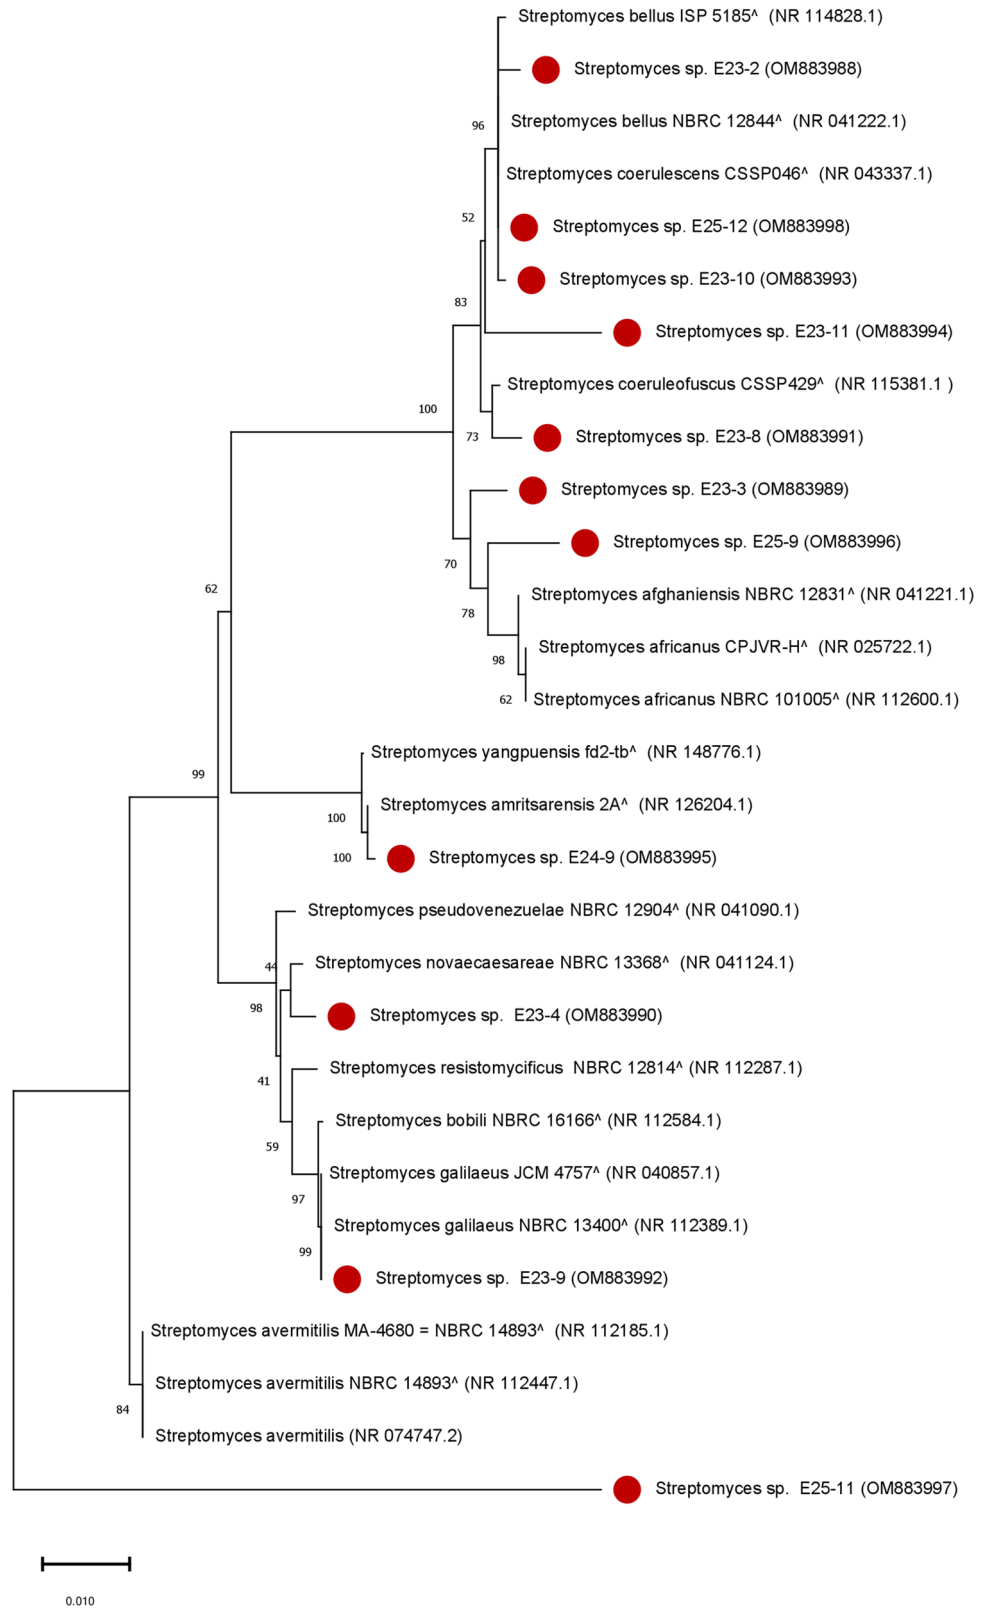 Streptomyces bellus ISP 5185^ (NR 114828.1)
Streptomyces sp. E23-2 (OM883988)
Streptomyces bellus NBRC 12844^ (NR 041222.1)
96
Streptomyces coerulescens CSSP046^ (NR 043337.1)
52
Streptomyces sp. E25-12 (OM883998)
Streptomyces sp. E23-10 (OM883993)
83
Streptomyces sp. E23-11 (OM883994)
Streptomyces coeruleofuscus CSSP429^ (NR 115381.1 )
100
73
Streptomyces sp. E23-8 (OM883991)
Streptomyces sp. E23-3 (OM883989)
Streptomyces sp. E25-9 (OM883996)
70
62
Streptomyces afghaniensis NBRC 12831^ (NR 041221.1)
78
Streptomyces africanus CPJVR-H^ (NR 025722.1)
98
62
Streptomyces africanus NBRC 101005^ (NR 112600.1)
Streptomyces yangpuensis fd2-tb^ (NR 148776.1)
99
Streptomyces amritsarensis 2A^ (NR 126204.1)
100
100
Streptomyces sp. E24-9 (OM883995)
Streptomyces pseudovenezuelae NBRC 12904^ (NR 041090.1)
44
Streptomyces novaecaesareae NBRC 13368^ (NR 041124.1)
98
Streptomyces sp. E23-4 (OM883990)
Streptomyces resistomycificus NBRC 12814^ (NR 112287.1)
41
Streptomyces bobili NBRC 16166^ (NR 112584.1)
59
Streptomyces galilaeus JCM 4757^ (NR 040857.1)
97
Streptomyces galilaeus NBRC 13400^ (NR 112389.1)
99
Streptomyces sp. E23-9 (OM883992)
Streptomyces avermitilis MA-4680 = NBRC 14893^ (NR 112185.1)
Streptomyces avermitilis NBRC 14893^ (NR 112447.1)
84
Streptomyces avermitilis (NR 074747.2)
Streptomyces sp. E25-11 (OM883997)
0.010